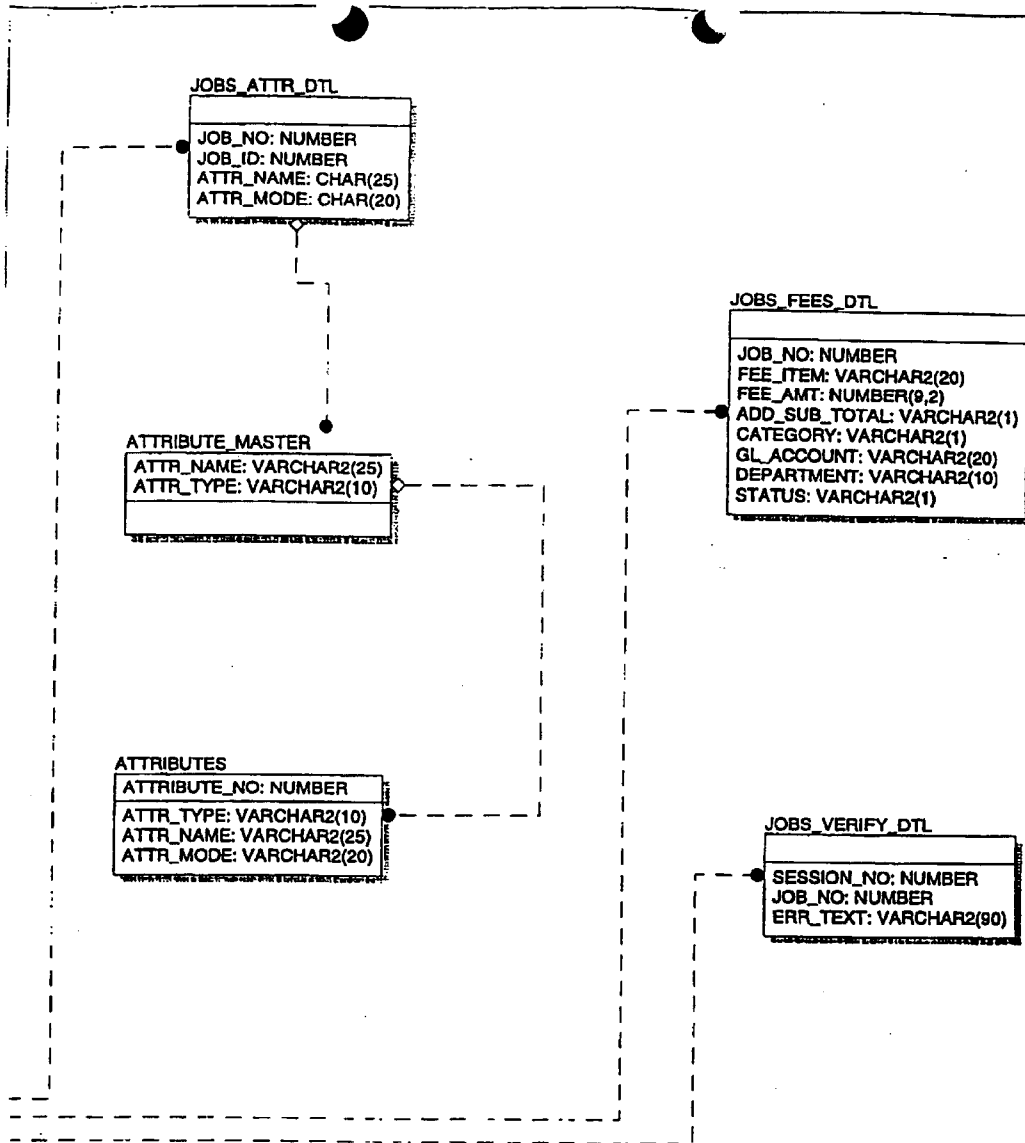 JOBS_ATTR_DTL
JOB_NO: NUMBER
JOB_ID: NUMBER
ATTR_NAME: CHAR(25)
ATTR_MODE: CHAR(20)
JOBS_FEES_DTL
JOB_NO: NUMBER
FEE_ITEM: VARCHAR2(20)
FEE_AMT: NUMBER(9,2)
ADD_SUB_TOTAL: VARCHAR2(1)
CATEGORY: VARCHAR2(1)
GL_ACCOUNT: VARCHAR2(20)
DEPARTMENT: VARCHAR2(10)
STATUS: VARCHAR2(1)
ATTRIBUTE_MASTER
ATTR_NAME: VARCHAR2(25)
ATTR_TYPE: VARCHAR2(10)
ATTRIBUTES
ATTRIBUTE_NO: NUMBER
ATTR_TYPE: VARCHAR2(10)
ATTR_NAME: VARCHAR2(25)
ATTR_MODE: VARCHAR2(20)
JOBS_VERIFY_DTL
SESSION_NO: NUMBER
JOB_NO: NUMBER
ERR_TEXT: VARCHAR2(90)